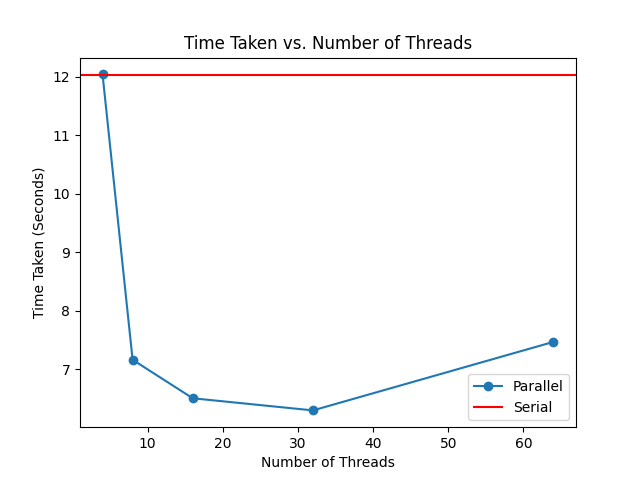 Time Taken vs. Number of Threads
12
11
10
9
8
7
Time Taken (Seconds)
10
20
30
40
50
60
Number of Threads
Parallel
Serial